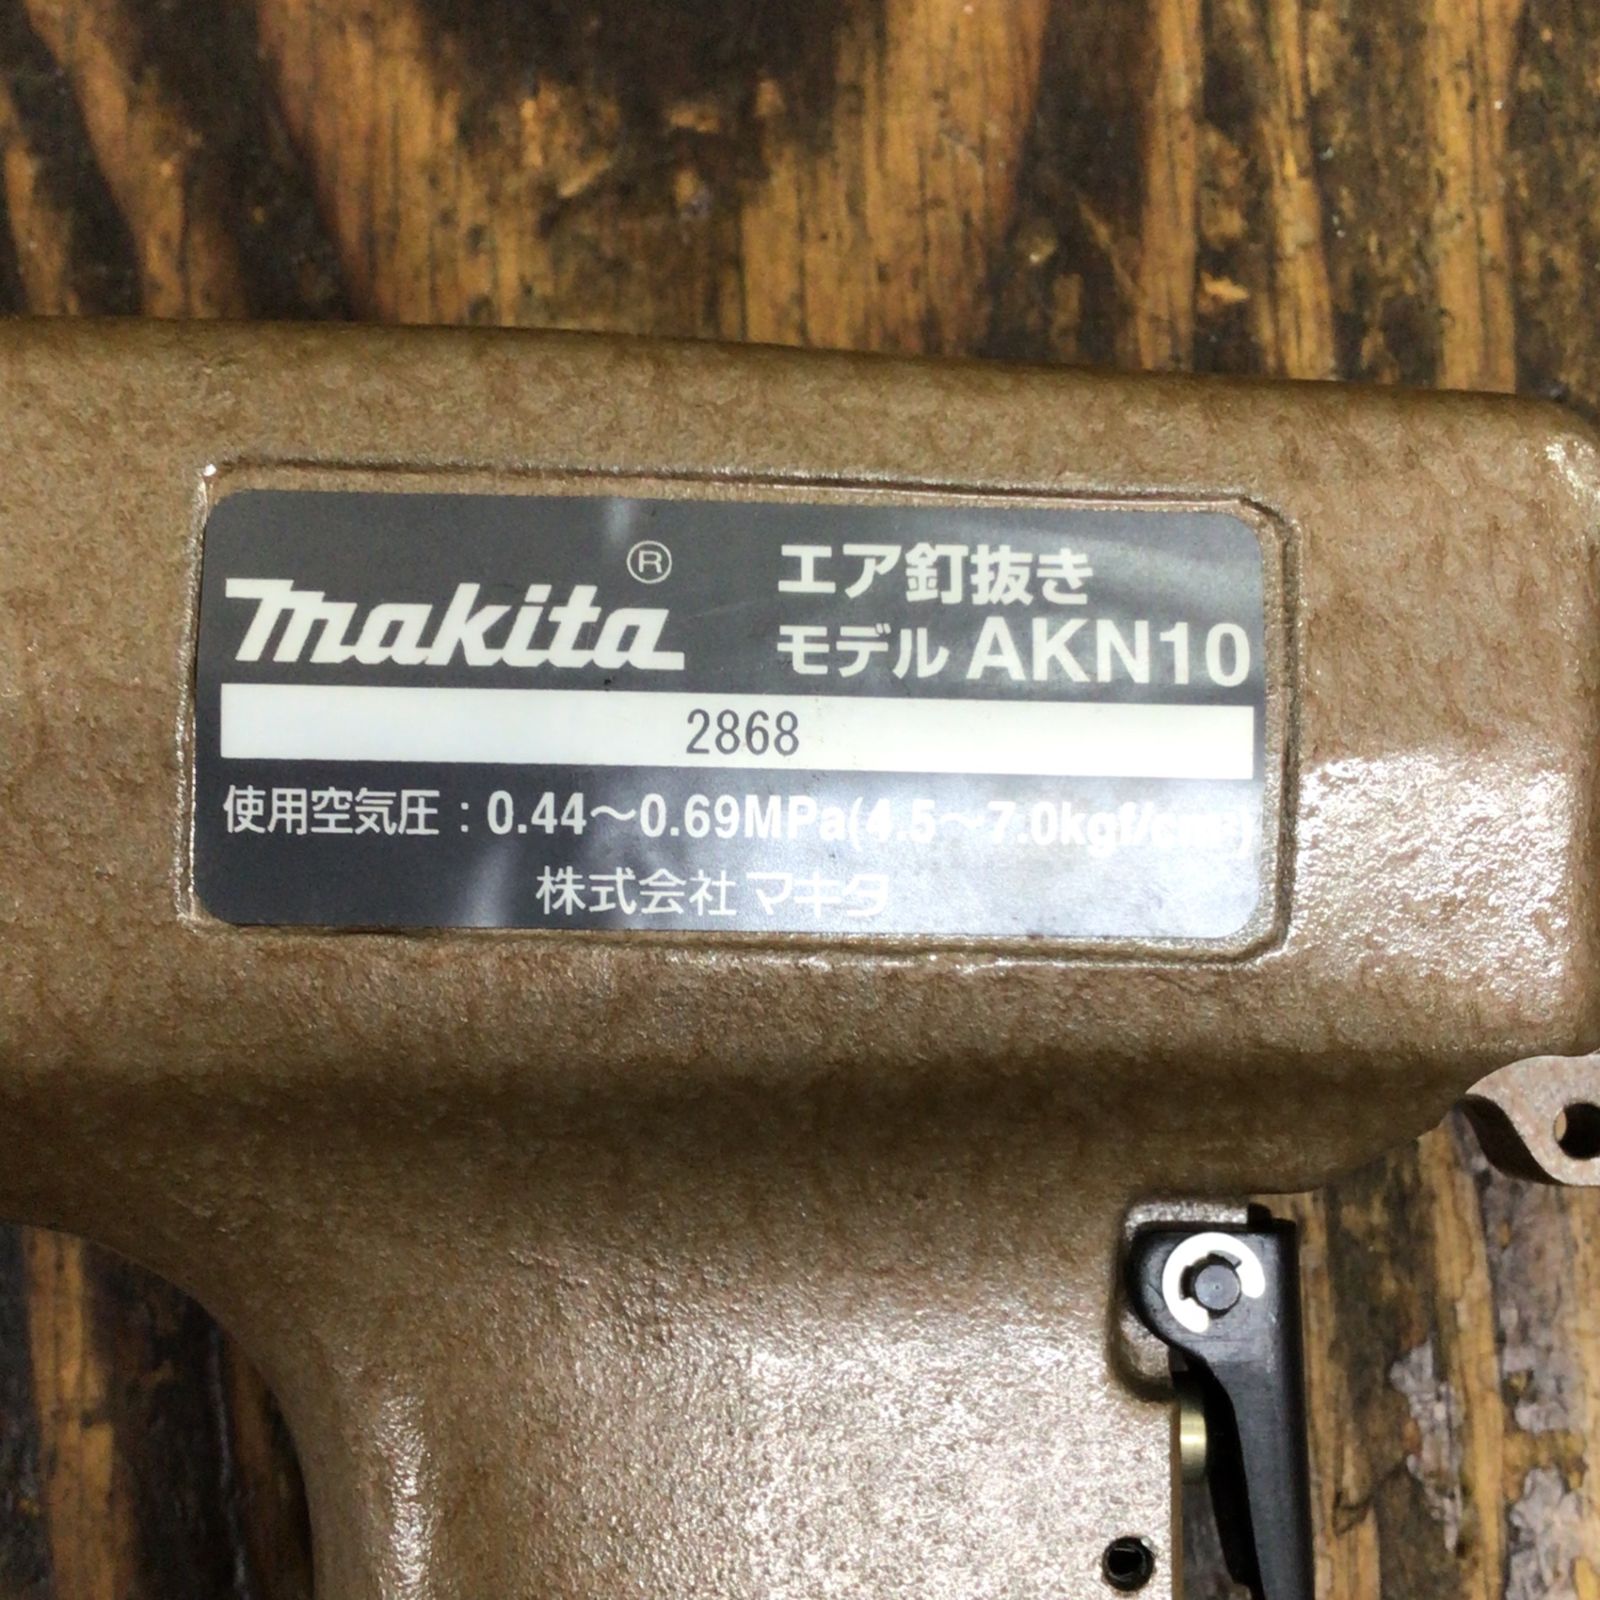 makita®
エア釘抜き
モデル AKN10
2868
使用空気圧：0.44〜0.69MPa(4.5〜7.0kgf/cm²)
株式会社マキタ